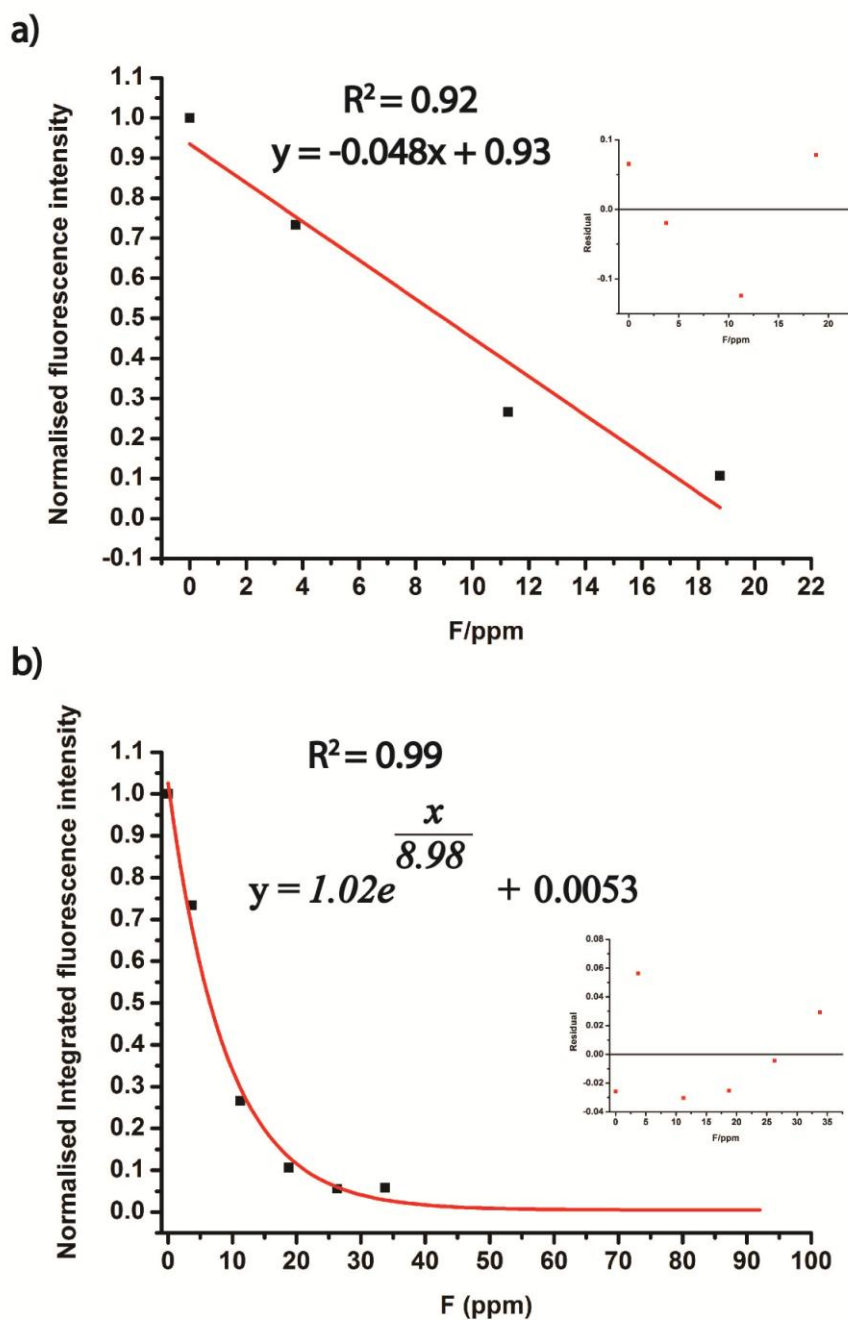 a)
Normalised fluorescence intensity
1.1
1.0
0.9
0.8
0.7
0.6
0.5
0.4
0.3
0.2
0.1
0.0
-0.1
R² = 0.92
y = -0.048x + 0.93
Residual
0.1
0.0
-0.1
0 5 10 15 20
F/ppm
0 2 4 6 8 10 12 14 16 18 20 22
F/ppm
b)
Normalised Integrated fluorescence intensity
1.1
1.0
0.9
0.8
0.7
0.6
0.5
0.4
0.3
0.2
0.1
0.0
R² = 0.99
x
8.98
y = 1.02e + 0.0053
Residual
0.08
0.06
0.04
0.02
0.00
-0.02
-0.04
0 5 10 15 20 25 30 35
F/ppm
0 10 20 30 40 50 60 70 80 90 100
F (ppm)